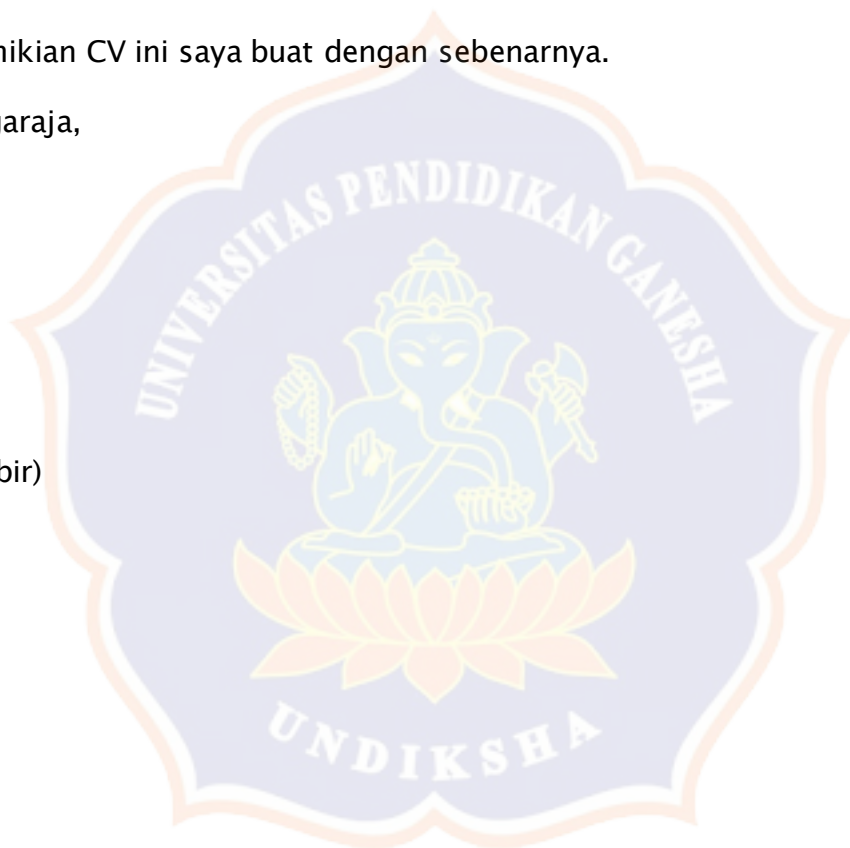 nikian CV ini saya buat dengan sebenarnya.
araja,
UNIVERSITAS PENDIDIKAN GANESHA
bir)
UNDIKSHA